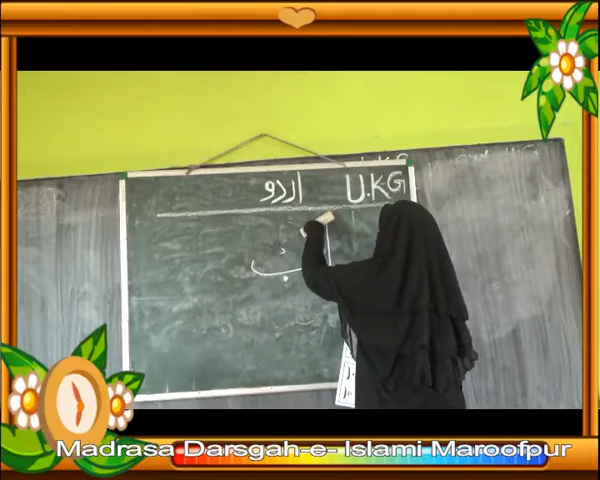 U.KG اردو
ب
Madrasa Darsgah-e- Islami Maroofpur